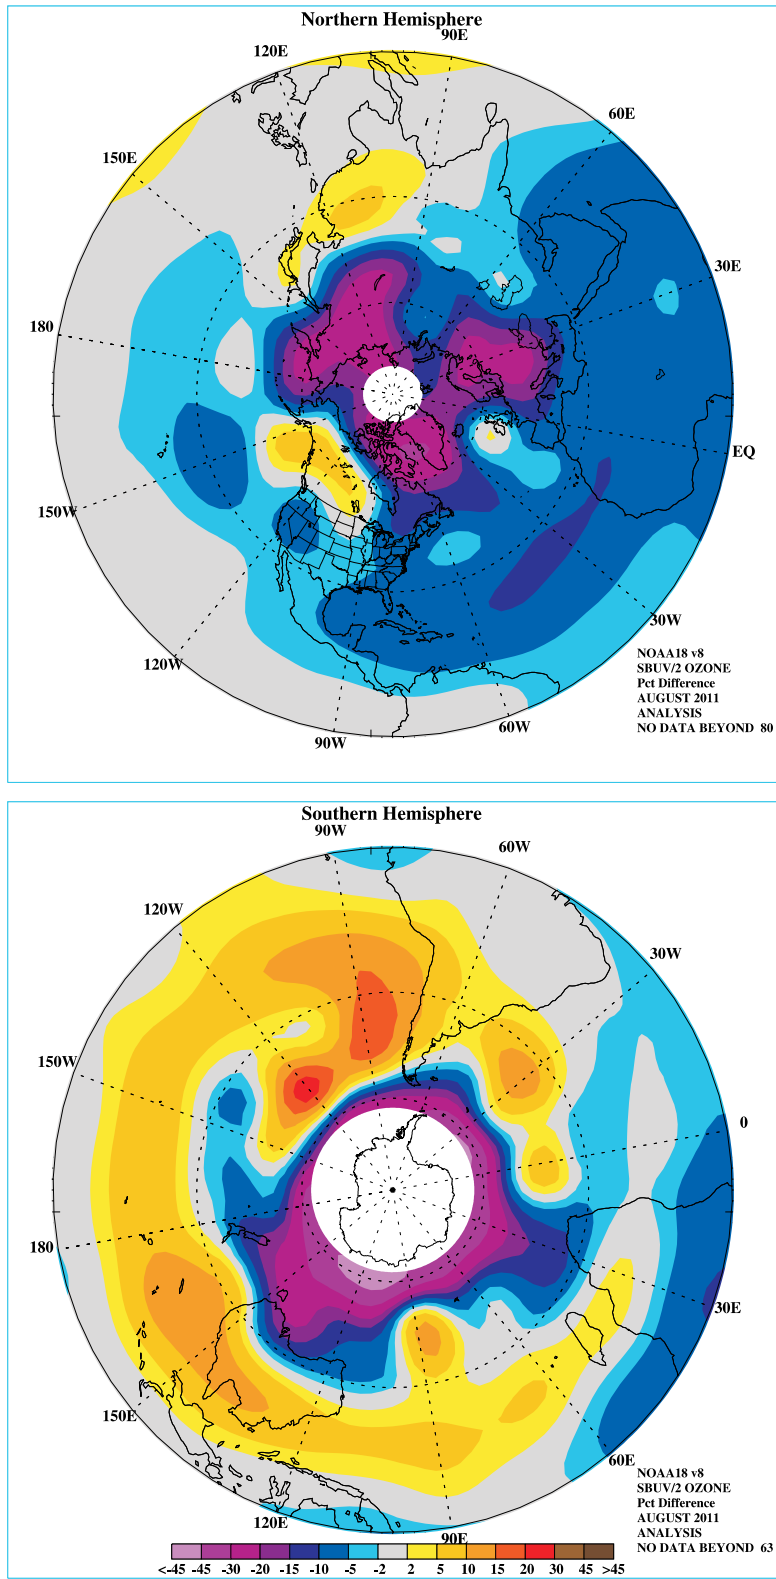 Northern Hemisphere
90E
120E
60E
150E
30E
180
EQ
150W
30W
120W
60W
90W
NOAA18 v8
SBUV/2 OZONE
Pct Difference
AUGUST 2011
ANALYSIS
NO DATA BEYOND 80
Southern Hemisphere
90W
60W
120W
30W
150W
0
180
30E
150E
60E
120E
90E
NOAA18 v8
SBUV/2 OZONE
Pct Difference
AUGUST 2011
ANALYSIS
NO DATA BEYOND 63
<-45 -45 -30 -20 -15 -10 -5 -2 2 5 10 15 20 30 45 >45